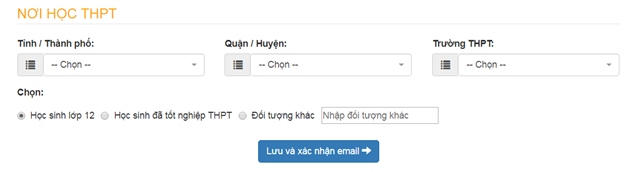 NƠI HỌC THPT
Tỉnh / Thành phố: Quận / Huyện: Trường THPT:
-- Chọn -- -- Chọn -- -- Chọn --
Chọn:
Học sinh lớp 12 Học sinh đã tốt nghiệp THPT Đối tượng khác Nhập đối tượng khác
Lưu và xác nhận email